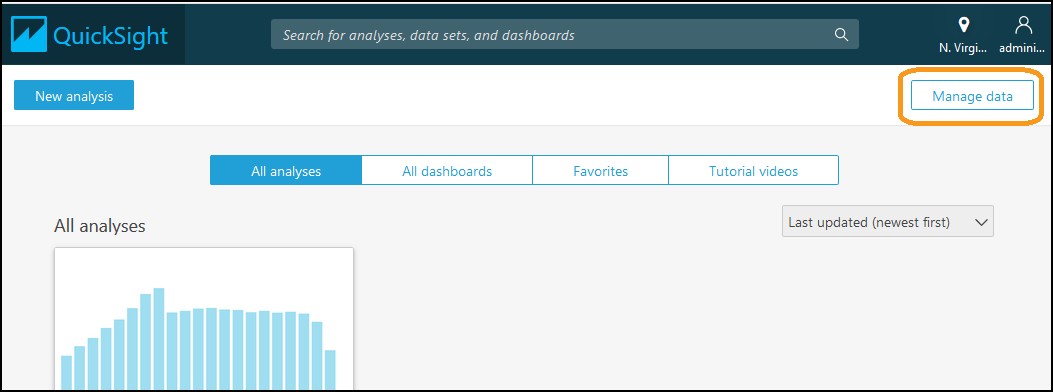 QuickSight
Search for analyses, data sets, and dashboards
N. Virgi...
admini...
New analysis
Manage data
All analyses
All dashboards
Favorites
Tutorial videos
All analyses
Last updated (newest first)